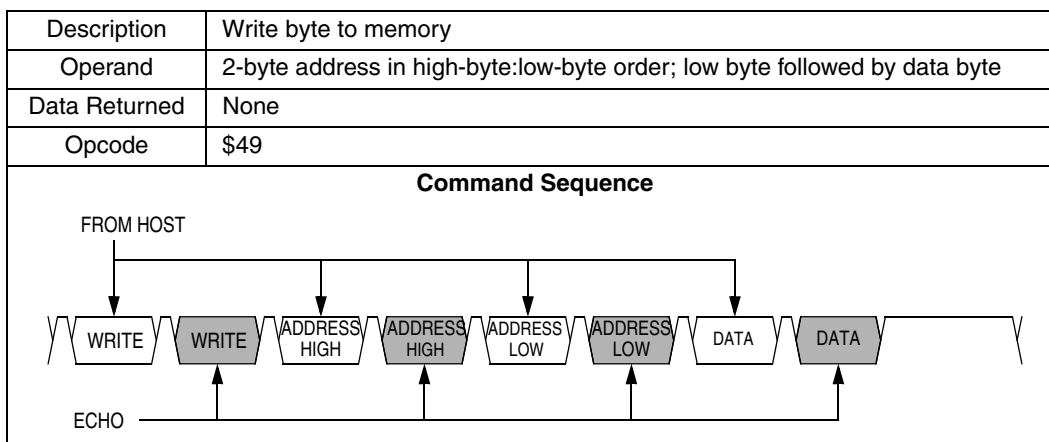 Description Write byte to memory
Operand 2-byte address in high-byte:low-byte order; low byte followed by data byte
Data Returned None
Opcode $49
Command Sequence
FROM HOST
WRITE WRITE ADDRESS HIGH ADDRESS HIGH ADDRESS LOW ADDRESS LOW DATA DATA
ECHO